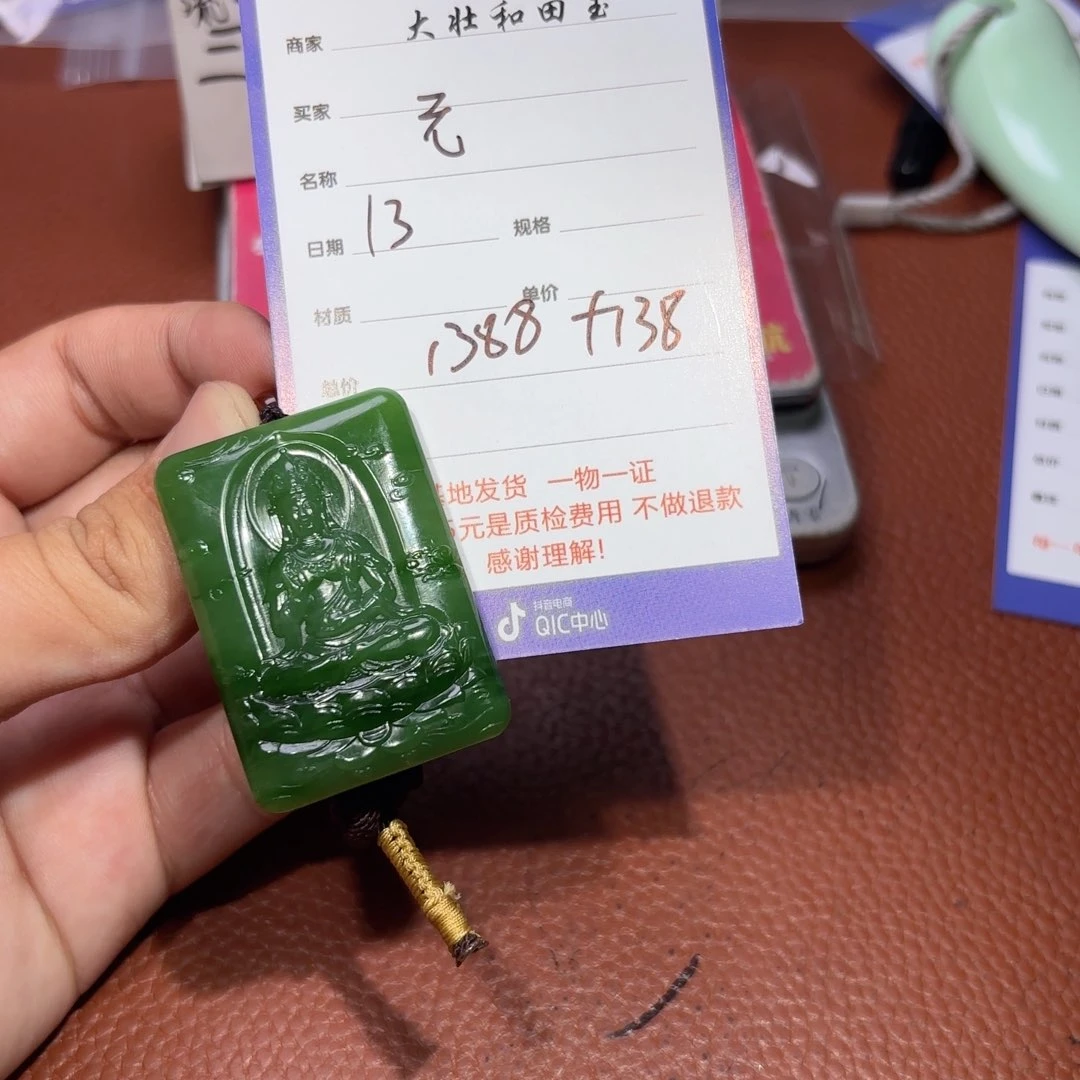 商家 大壮和田玉
买家 元
名称
日期 13 规格
材质 单价
1388 +138
总价
地发货 一物一证
元是质检费用 不做退款
感谢理解!
抖音电商
QIC中心